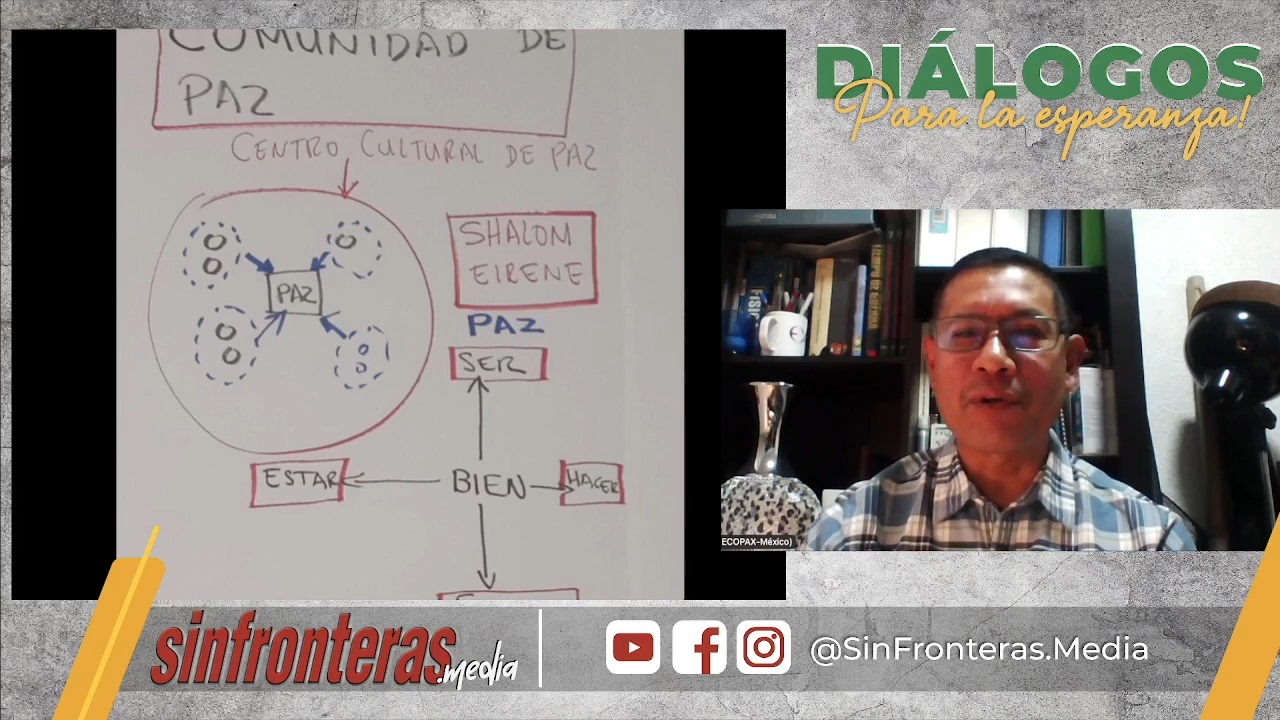 COMUNIDAD DE
PAZ
CENTRO CULTURAL DE PAZ
PAZ
SHALOM
EIRENE
PAZ
SER
ESTAR
BIEN
HACER
DIÁLOGOS
Para la esperanza!
ECOPAX-México)
sinfronteras
.media
@SinFronteras.Media